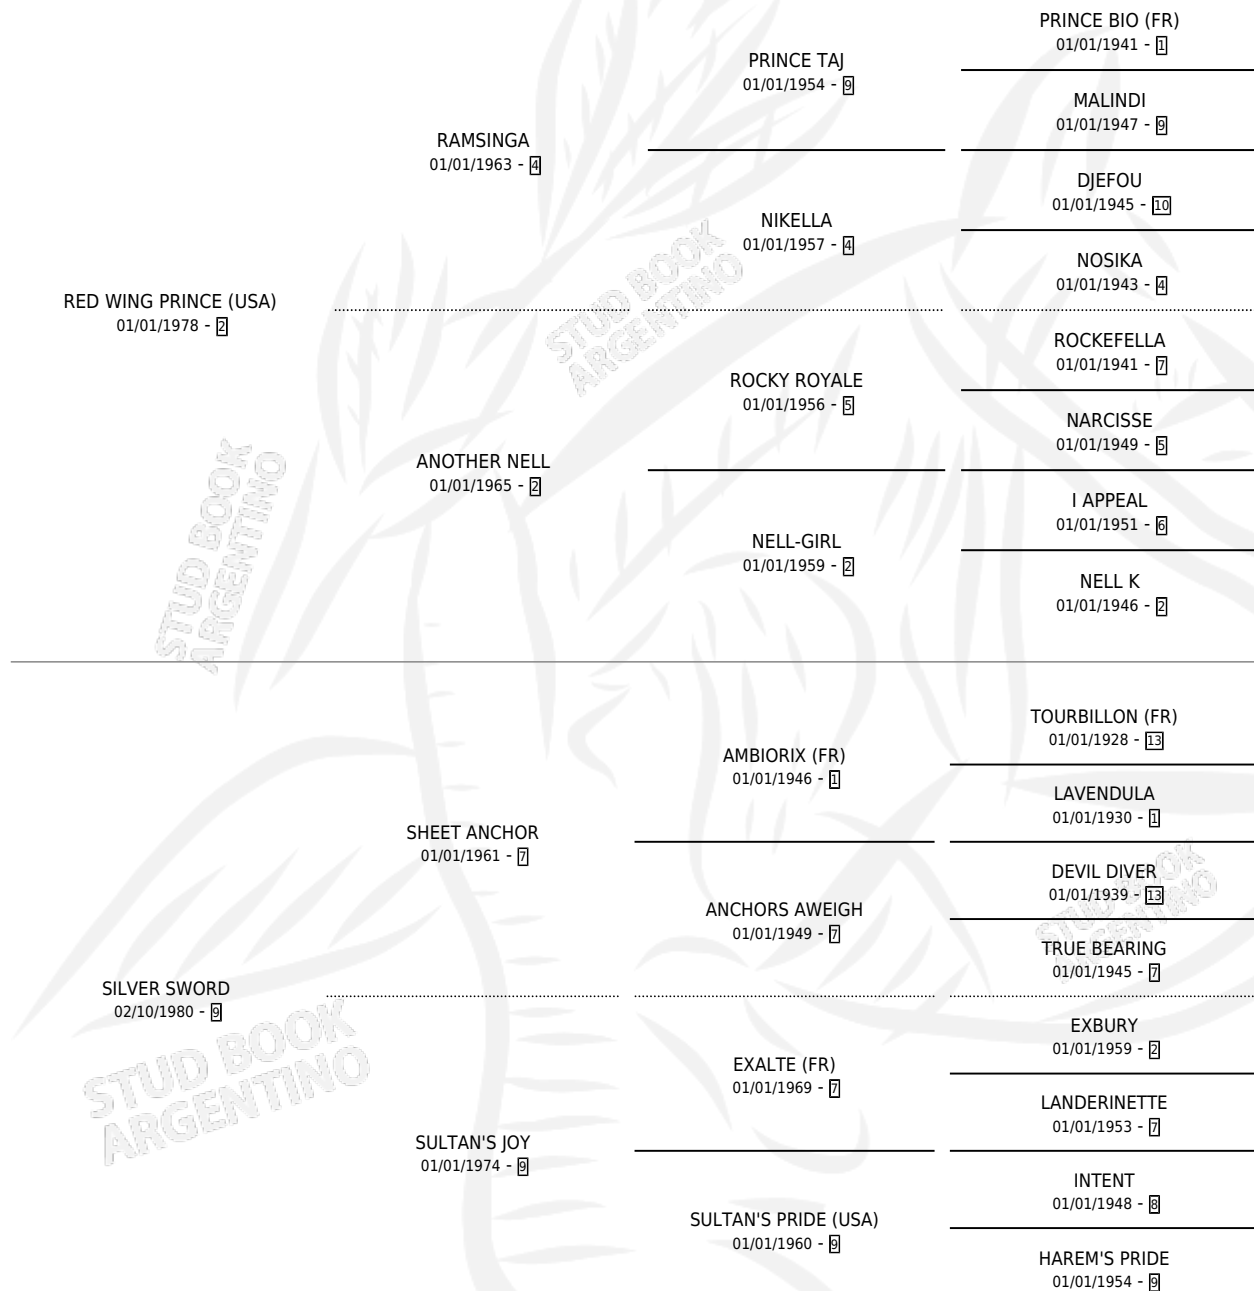 PRINCE BIO (FR)
01/01/1941 - 1
PRINCE TAJ
01/01/1954 - 9
MALINDI
01/01/1947 - 9
RAMSINGA
01/01/1963 - 4
DJEFOU
01/01/1945 - 10
NIKELLA
01/01/1957 - 4
NOSIKA
01/01/1943 - 4
RED WING PRINCE (USA)
01/01/1978 - 2
STUD BOOK
ARGENTINO
ROCKEFELLA
01/01/1941 - 7
ROCKY ROYALE
01/01/1956 - 5
NARCISSE
01/01/1949 - 5
ANOTHER NELL
01/01/1965 - 2
I APPEAL
01/01/1951 - 6
NELL-GIRL
01/01/1959 - 2
NELL K
01/01/1946 - 2
STUD BOOK
ARGENTINO
TOURBILLON (FR)
01/01/1928 - 13
AMBIORIX (FR)
01/01/1946 - 1
LAVENDULA
01/01/1930 - 1
SHEET ANCHOR
01/01/1961 - 7
DEVIL DIVER
01/01/1939 - 13
ANCHORS AWEIGH
01/01/1949 - 7
STUD BOOK
ARGENTINO
TRUE BEARING
01/01/1945 - 7
SILVER SWORD
02/10/1980 - 9
EXBURY
01/01/1959 - 2
EXALTE (FR)
01/01/1969 - 7
STUD BOOK
ARGENTINO
LANDERINETTE
01/01/1953 - 7
SULTAN'S JOY
01/01/1974 - 9
INTENT
01/01/1948 - 8
SULTAN'S PRIDE (USA)
01/01/1960 - 9
HAREM'S PRIDE
01/01/1954 - 9